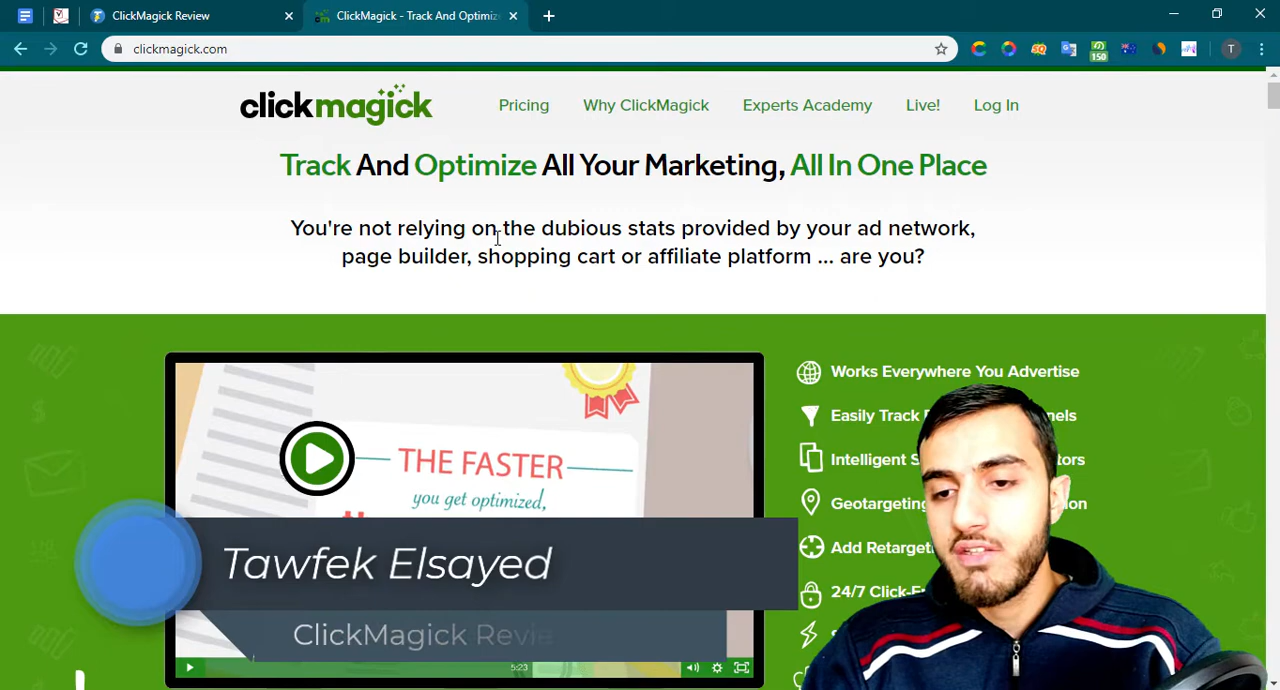 ClickMagick Review
ClickMagick - Track And Optimiz
clickmagick.com
150
T
clickmagick
Pricing
Why ClickMagick
Experts Academy
Live!
Log In
Track And Optimize All Your Marketing, All In One Place
You're not relying on the dubious stats provided by your ad network,
page builder, shopping cart or affiliate platform ... are you?
THE FASTER
you get optimized,
Works Everywhere You Advertise
Easily Track
Intelligent
Geotargeting
Add
24/7
Tawfek Elsayed
ClickMagick
5:23